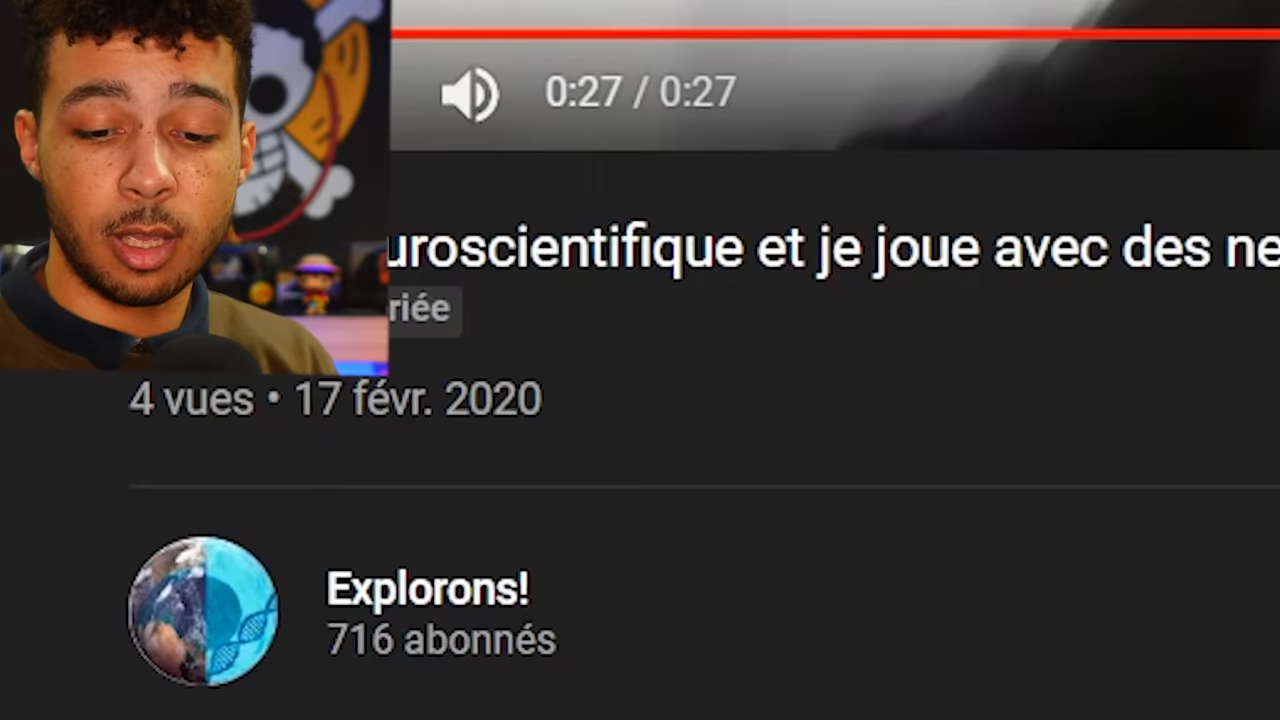 0:27 / 0:27
uroscientifique et je joue avec des ne
riée
4 vues • 17 févr. 2020
Explorons!
716 abonnés